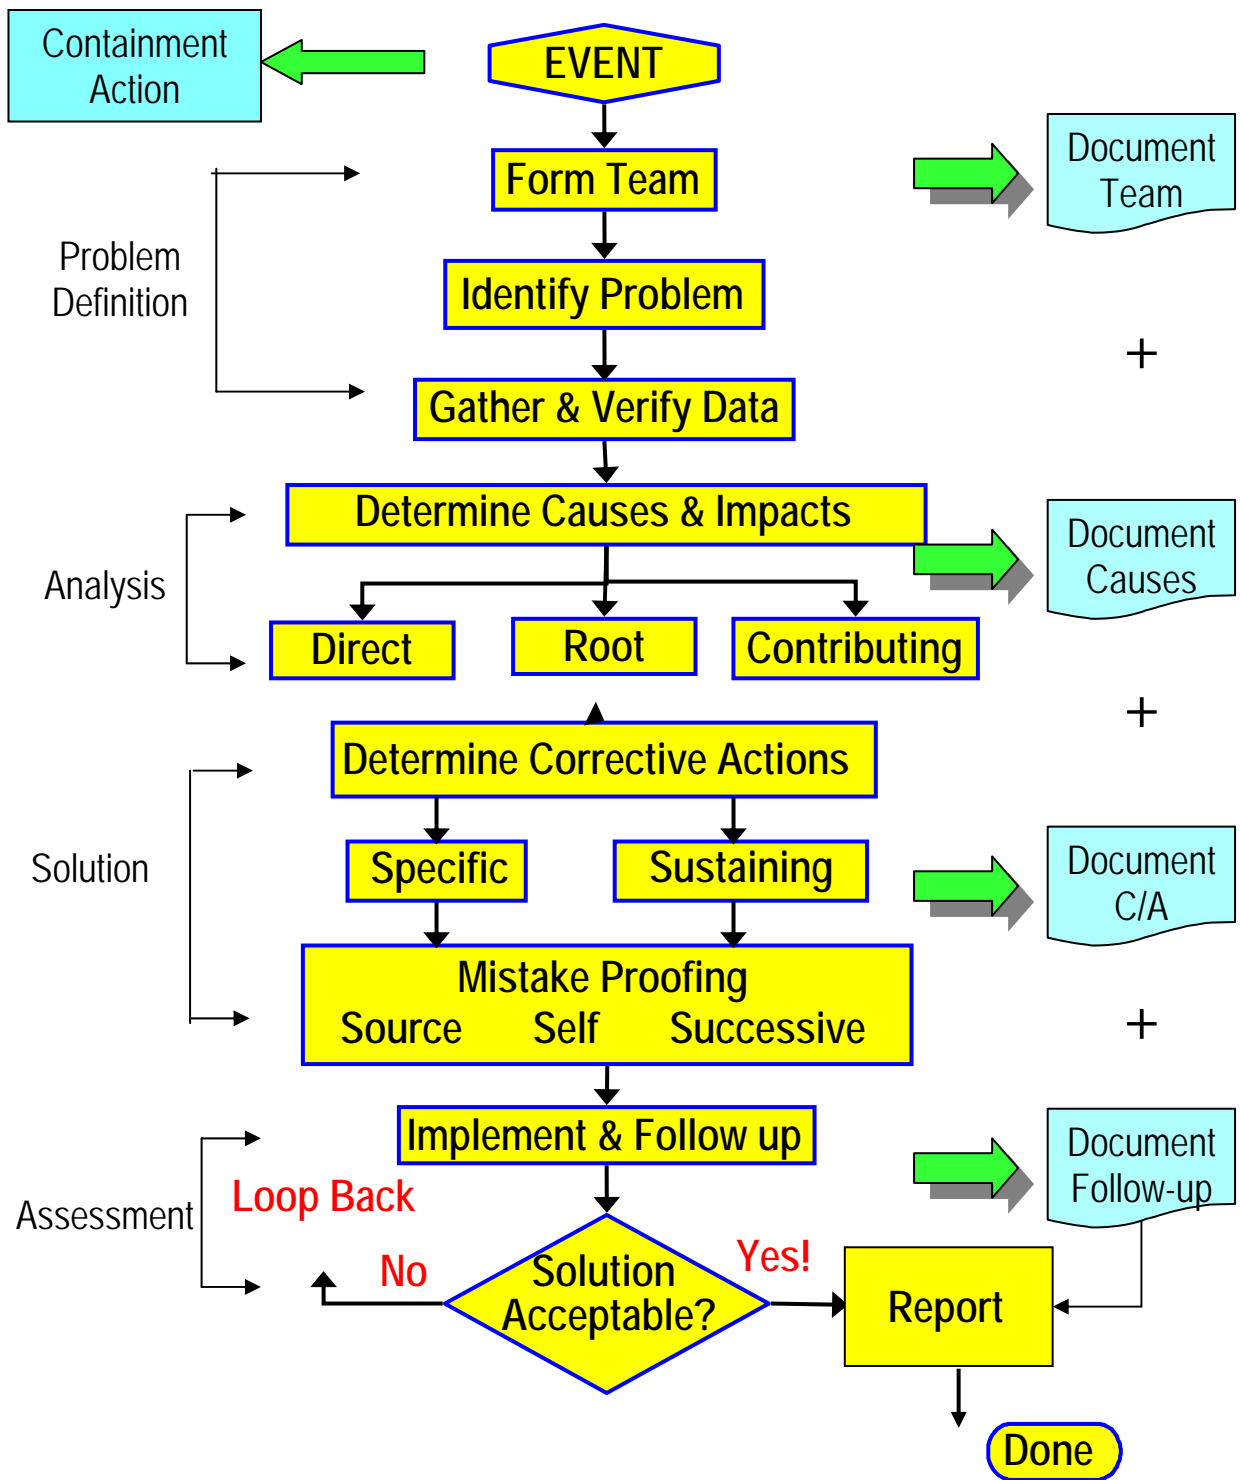 Containment
Action
EVENT
Form Team
Document
Team
Problem
Definition
Identify Problem
+
Gather & Verify Data
Determine Causes & Impacts
Document
Causes
Analysis
Direct
Root
Contributing
+
Determine Corrective Actions
Solution
Specific
Sustaining
Document
C/A
Mistake Proofing
Source Self Successive
+
Implement & Follow up
Document
Follow-up
Assessment
Loop Back
No
Solution
Acceptable?
Yes!
Report
Done